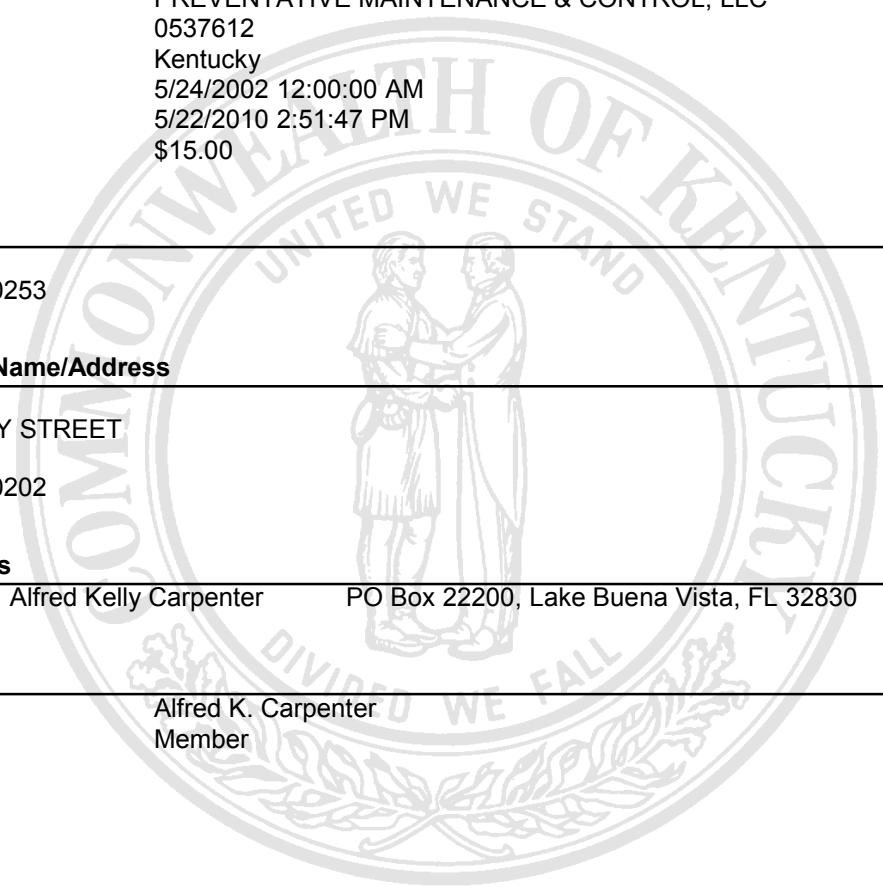 PREVENTATIVE MAINTENANCE & CONTROL, LLC
0537612
Kentucky
5/24/2002 12:00:00 AM
5/22/2010 2:51:47 PM
$15.00
0253
Name/Address
Y STREET
0202
s
Alfred Kelly Carpenter PO Box 22200, Lake Buena Vista, FL 32830
Alfred K. Carpenter
Member
COMMONWEALTH OF KENTUCKY
UNITED WE STAND
DIVIDED WE FALL